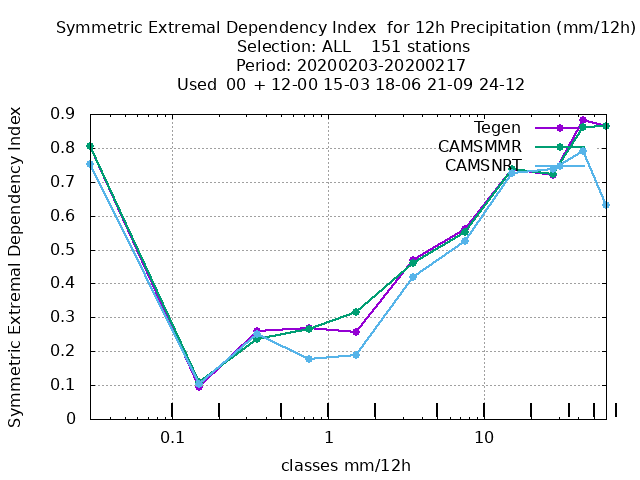 Symmetric Extremal Dependency Index for 12h Precipitation (mm/12h)
Selection: ALL 151 stations
Period: 20200203-20200217
Used 00 + 12-00 15-03 18-06 21-09 24-12
Symmetric Extremal Dependency Index
0.9
0.8
0.7
0.6
0.5
0.4
0.3
0.2
0.1
0
Tegen
CAMSMMR
CAMSNRT
0.1 1 10
classes mm/12h